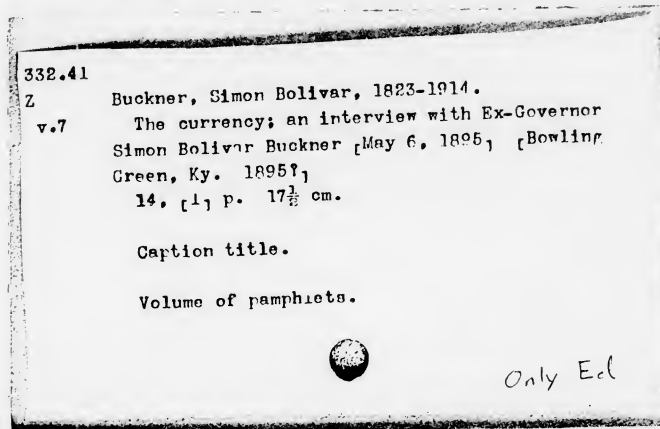 332.41
Z Buckner, Simon Bolivar, 1823-1914.
v.7 The currency; an interview with Ex-Governor
Simon Bolivar Buckner [May 6, 1895] [Bowling
Green, Ky. 1895?]
14, [1] p. 17½ cm.
Caption title.
Volume of pamphlets.
Only Ed